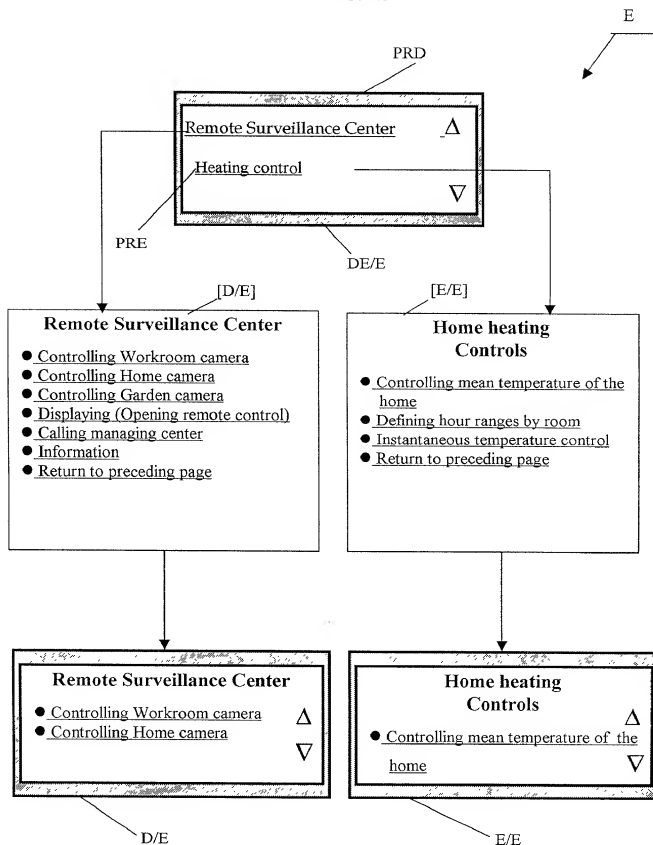 E
PRD
Remote Surveillance Center Δ
Heating control
∇
PRE
DE/E
[D/E]
Remote Surveillance Center
● Controlling Workroom camera
● Controlling Home camera
● Controlling Garden camera
● Displaying (Opening remote control)
● Calling managing center
● Information
● Return to preceding page
[E/E]
Home heating
Controls
● Controlling mean temperature of the
home
● Defining hour ranges by room
● Instantaneous temperature control
● Return to preceding page
Remote Surveillance Center
● Controlling Workroom camera Δ
● Controlling Home camera
∇
D/E
Home heating
Controls
Δ
● Controlling mean temperature of the
home ∇
E/E